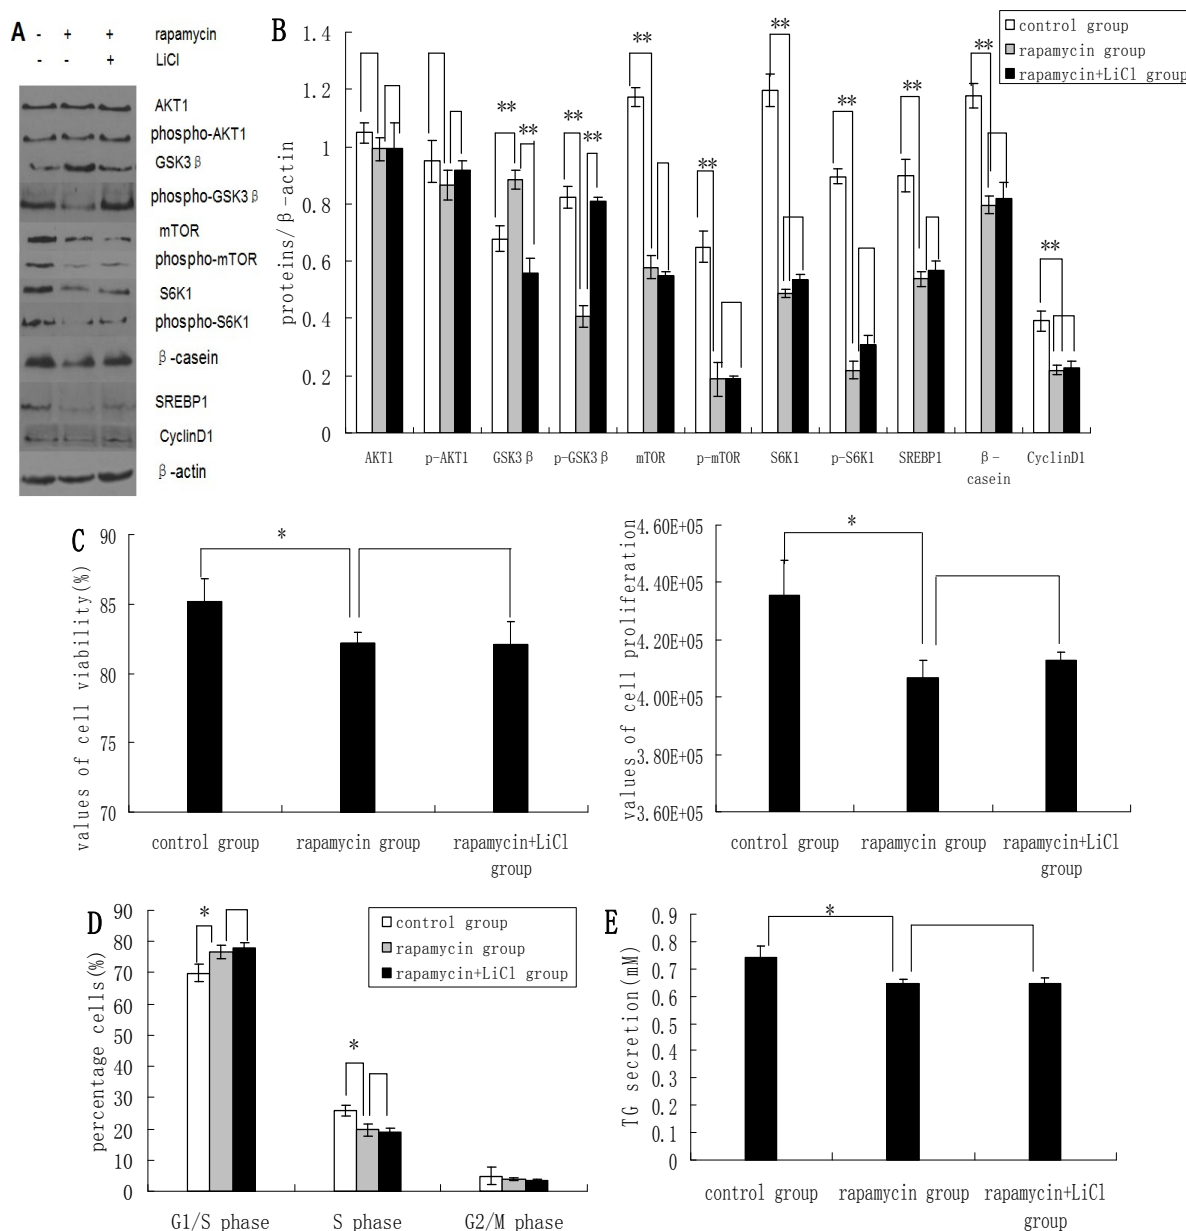 A - + + rapamycin
- - + LiCl
AKT1
phospho-AKT1
GSK3β
phospho-GSK3β
mTOR
phospho-mTOR
S6K1
phospho-S6K1
β-casein
SREBP1
CyclinD1
β-actin
B
control group
rapamycin group
rapamycin+LiCl group
proteins/β-actin
1.4
1.2
1
0.8
0.6
0.4
0.2
0
** ** ** ** ** ** ** ** ** ** ** **
AKT1 p-AKT1 GSK3β p-GSK3β mTOR p-mTOR S6K1 p-S6K1 SREBP1 β- CyclinD1
casein
C
values of cell viability(%)
90
85
80
75
70
*
control group rapamycin group rapamycin+LiCl
group
values of cell proliferation
4.60E+05
4.40E+05
4.20E+05
4.00E+05
3.80E+05
3.60E+05
*
control group rapamycin group rapamycin+LiCl
group
D
control group
rapamycin group
rapamycin+LiCl group
percentage cells(%)
90
80
70
60
50
40
30
20
10
0
* *
G1/S phase S phase G2/M phase
E
TG secretion(mM)
0.9
0.8
0.7
0.6
0.5
0.4
0.3
0.2
0.1
0
*
control group rapamycin group rapamycin+LiCl
group